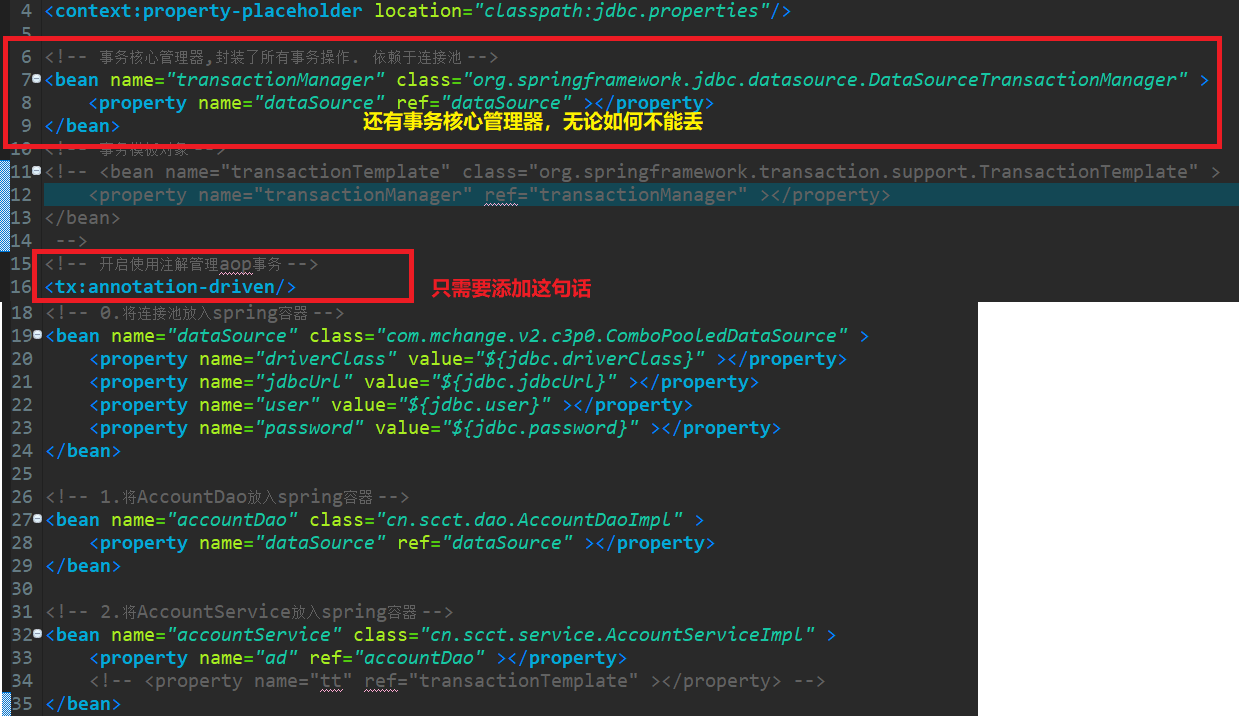 4 <context:property-placeholder location="classpath:jdbc.properties"/>
5
6 <!-- 事务核心管理器,封装了所有事务操作. 依赖于连接池 -->
7 <bean name="transactionManager" class="org.springframework.jdbc.datasource.DataSourceTransactionManager" >
8 <property name="dataSource" ref="dataSource" ></property>
还有事务核心管理器，无论如何不能丢
9 </bean>
10 <!-- 事务模板对象 -->
11 <!-- <bean name="transactionTemplate" class="org.springframework.transaction.support.TransactionTemplate" >
12 <property name="transactionManager" ref="transactionManager" ></property>
13 </bean>
14 -->
15 <!-- 开启使用注解管理aop事务 -->
16 <tx:annotation-driven/>
只需要添加这句话
18 <!-- 0.将连接池放入spring容器 -->
19 <bean name="dataSource" class="com.mchange.v2.c3p0.ComboPooledDataSource" >
20 <property name="driverClass" value="${jdbc.driverClass}" ></property>
21 <property name="jdbcUrl" value="${jdbc.jdbcUrl}" ></property>
22 <property name="user" value="${jdbc.user}" ></property>
23 <property name="password" value="${jdbc.password}" ></property>
24 </bean>
25
26 <!-- 1.将AccountDao放入spring容器 -->
27 <bean name="accountDao" class="cn.scct.dao.AccountDaoImpl" >
28 <property name="dataSource" ref="dataSource" ></property>
29 </bean>
30
31 <!-- 2.将AccountService放入spring容器 -->
32 <bean name="accountService" class="cn.scct.service.AccountServiceImpl" >
33 <property name="ad" ref="accountDao" ></property>
34 <!-- <property name="tt" ref="transactionTemplate" ></property> -->
35 </bean>